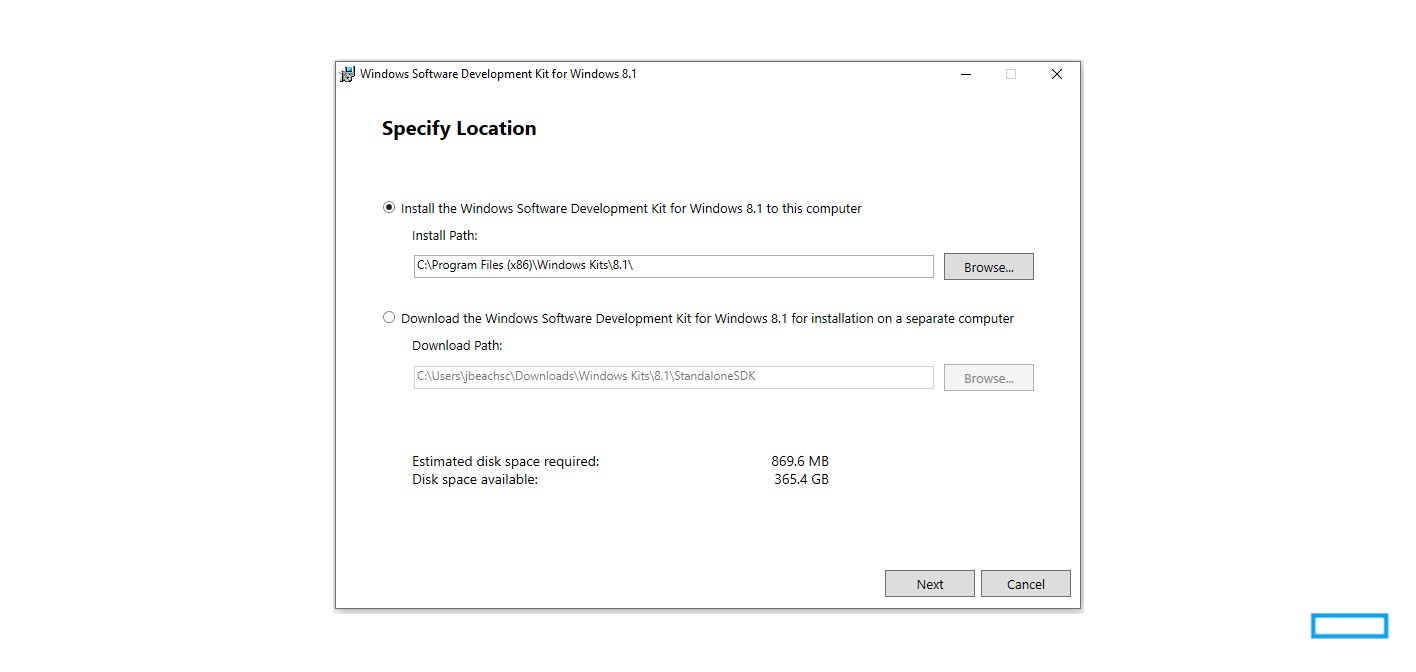 Windows Software Development Kit for Windows 8.1
Specify Location
Install the Windows Software Development Kit for Windows 8.1 to this computer
Install Path:
C:\Program Files (x86)\Windows Kits\8.1\
Browse...
Download the Windows Software Development Kit for Windows 8.1 for installation on a separate computer
Download Path:
C:\Users\jbeachsc\Downloads\Windows Kits\8.1\StandaloneSDK
Browse...
Estimated disk space required: 869.6 MB
Disk space available: 365.4 GB
Next Cancel